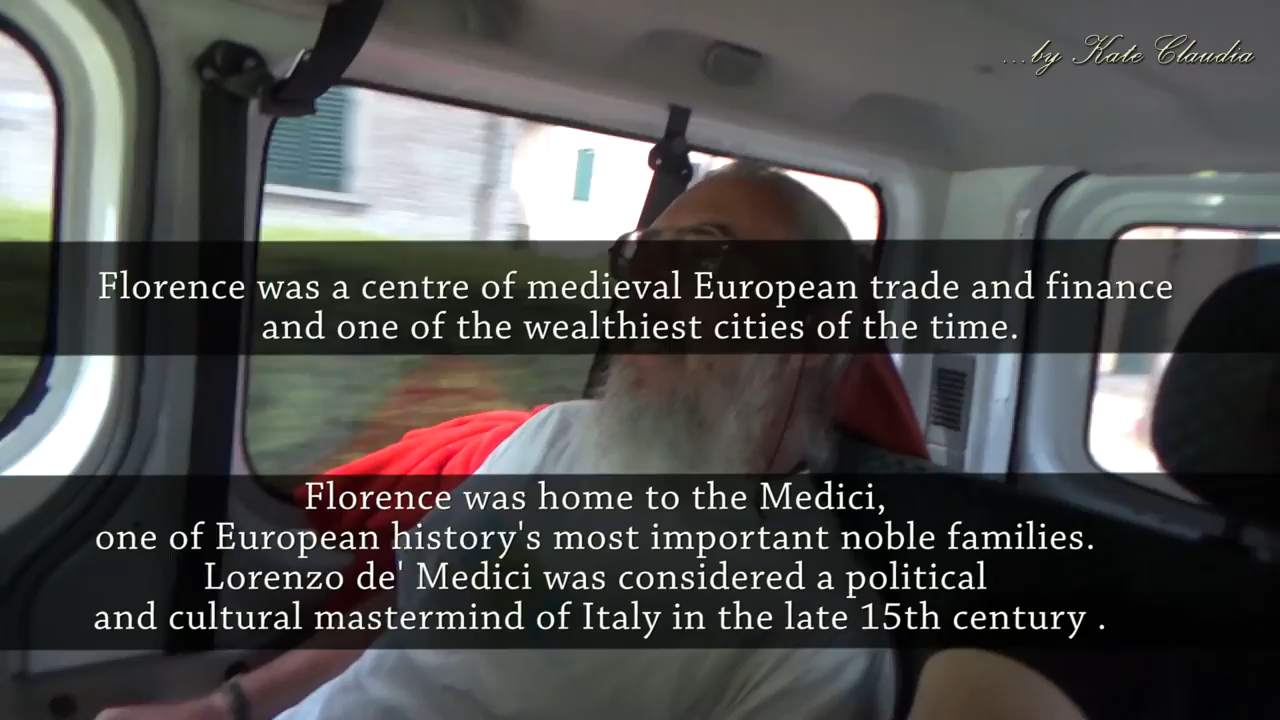 ...by Kate Claudia
Florence was a centre of medieval European trade and finance
and one of the wealthiest cities of the time.
Florence was home to the Medici,
one of European history's most important noble families.
Lorenzo de' Medici was considered a political
and cultural mastermind of Italy in the late 15th century .